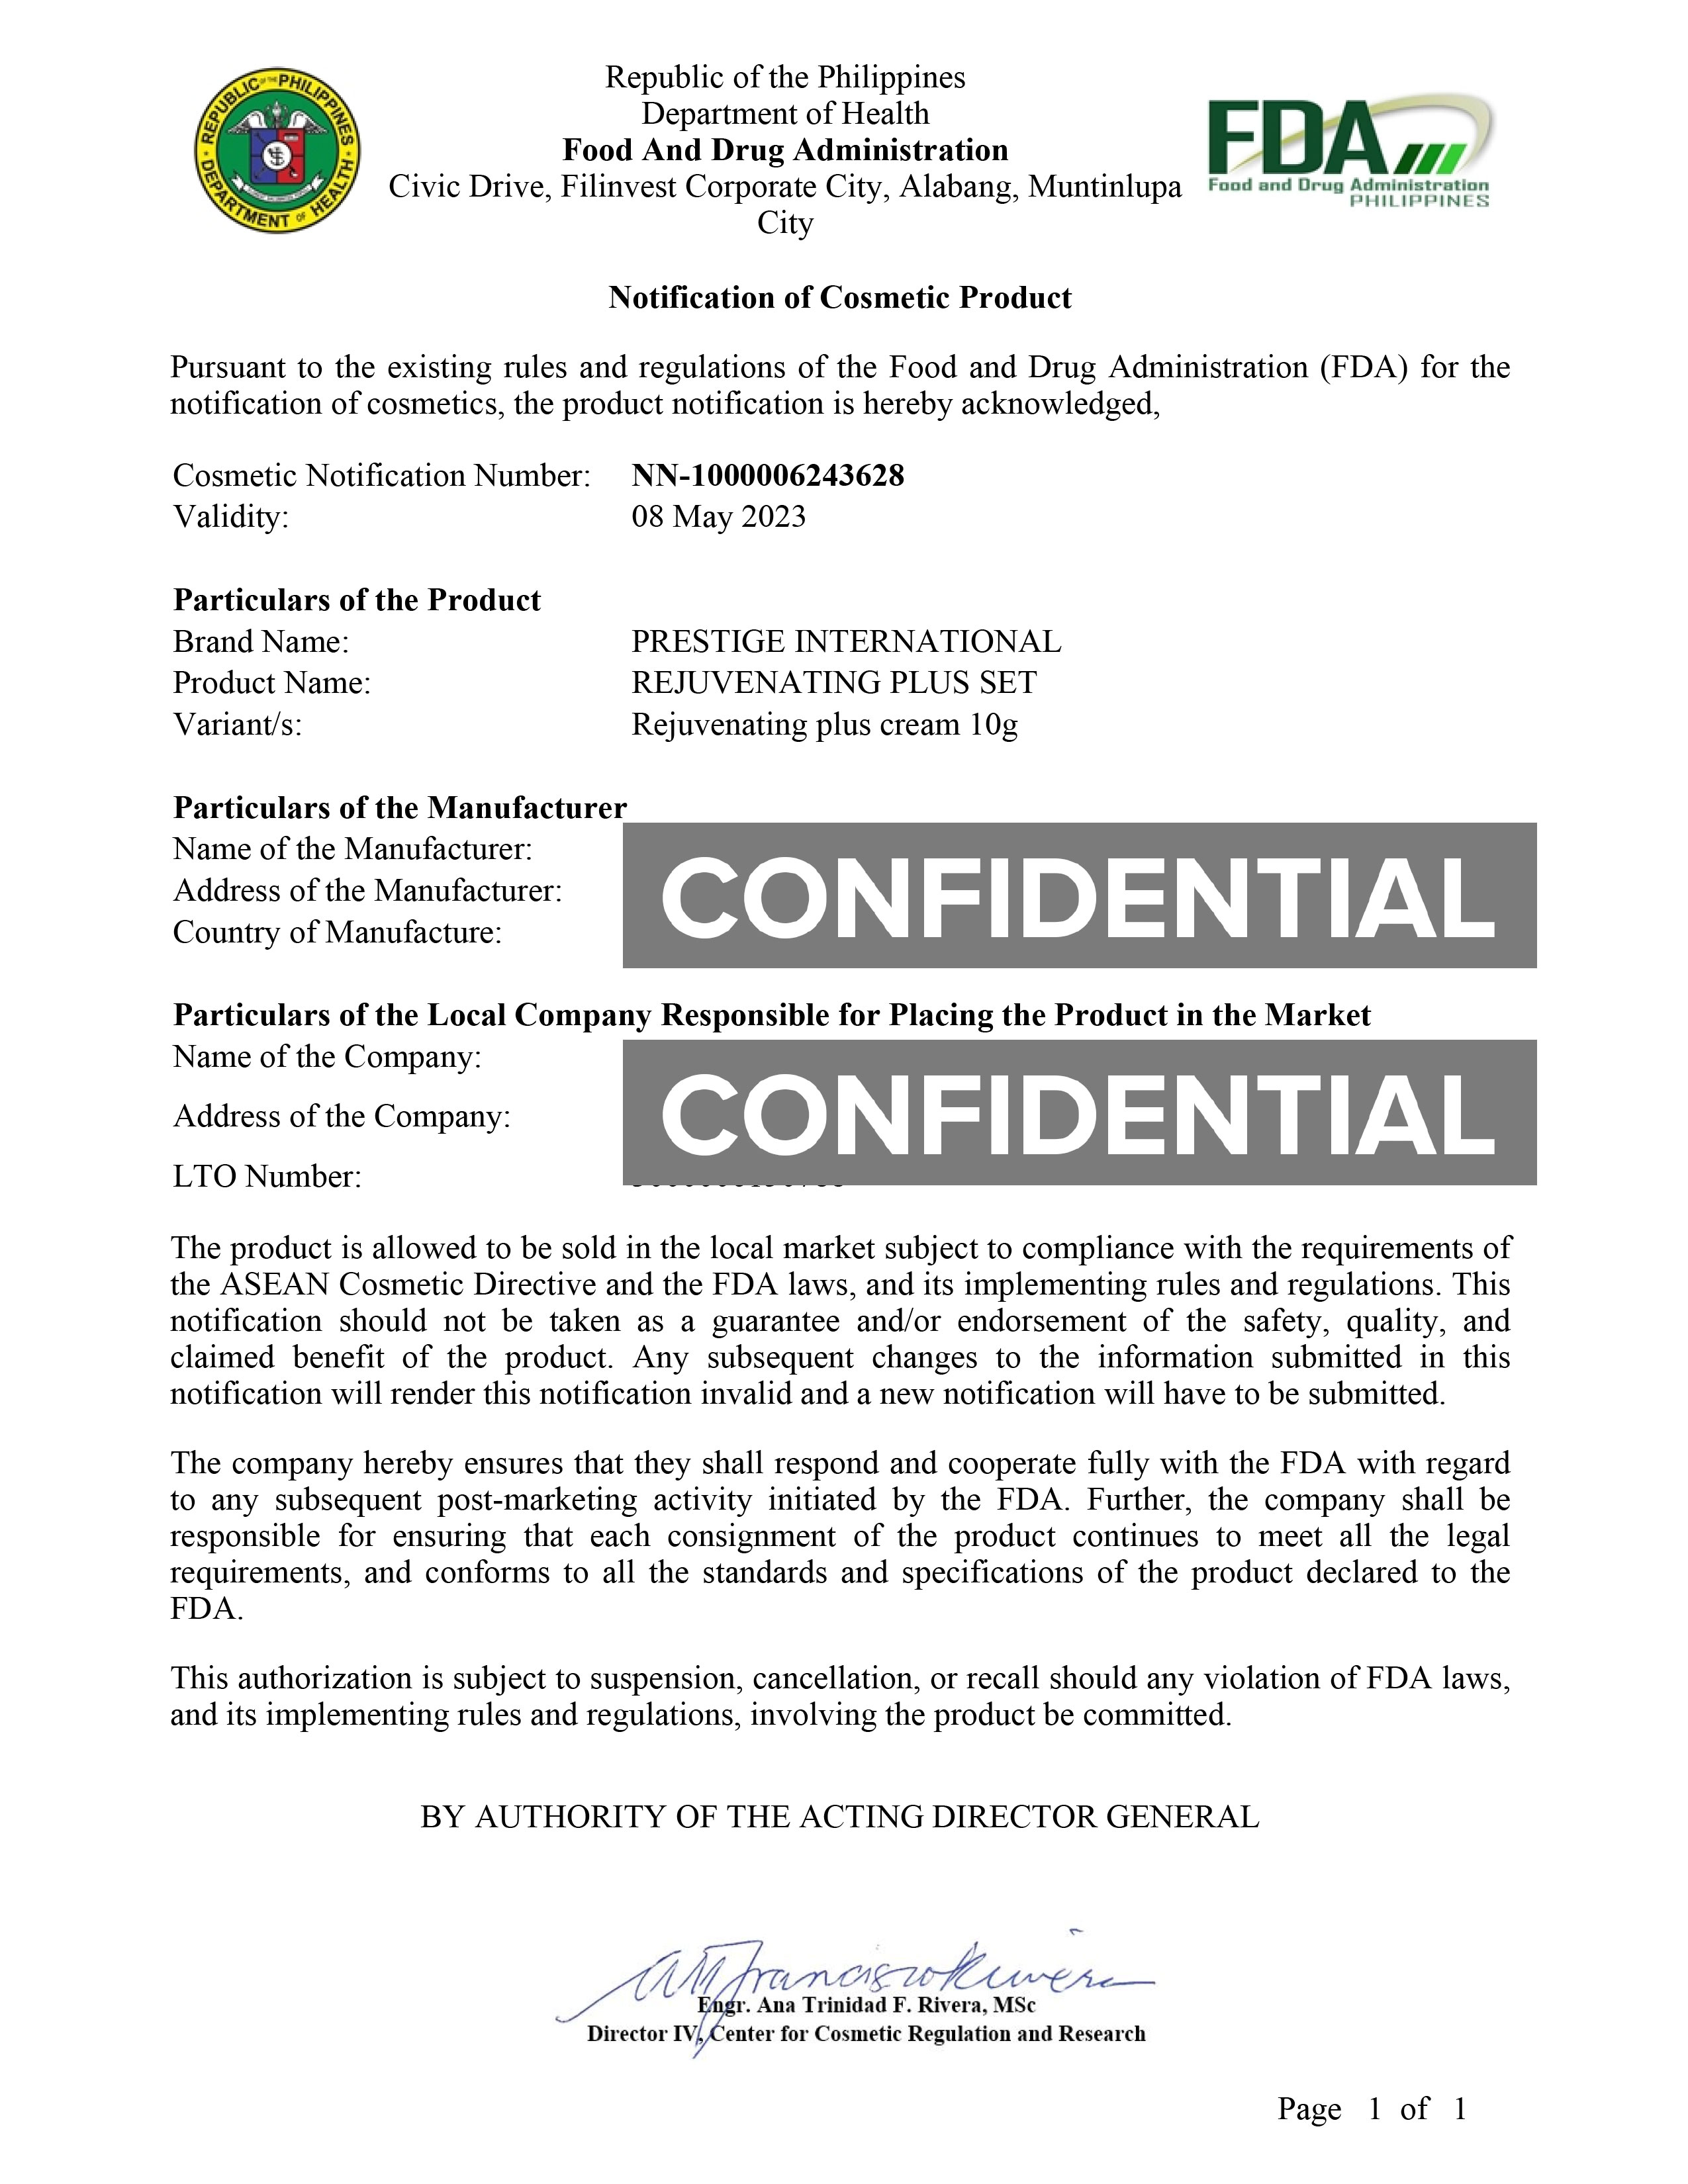 REPUBLIC OF THE PHILIPPINES
DEPARTMENT OF HEALTH
Republic of the Philippines
Department of Health
Food And Drug Administration
Civic Drive, Filinvest Corporate City, Alabang, Muntinlupa
City
FDA
Food and Drug Administration
PHILIPPINES
Notification of Cosmetic Product
Pursuant to the existing rules and regulations of the Food and Drug Administration (FDA) for the
notification of cosmetics, the product notification is hereby acknowledged,
Cosmetic Notification Number: NN-1000006243628
Validity: 08 May 2023
Particulars of the Product
Brand Name: PRESTIGE INTERNATIONAL
Product Name: REJUVENATING PLUS SET
Variant/s: Rejuvenating plus cream 10g
Particulars of the Manufacturer
Name of the Manufacturer:
Address of the Manufacturer:
Country of Manufacture:
CONFIDENTIAL
Particulars of the Local Company Responsible for Placing the Product in the Market
Name of the Company:
Address of the Company:
CONFIDENTIAL
LTO Number:
The product is allowed to be sold in the local market subject to compliance with the requirements of
the ASEAN Cosmetic Directive and the FDA laws, and its implementing rules and regulations. This
notification should not be taken as a guarantee and/or endorsement of the safety, quality, and
claimed benefit of the product. Any subsequent changes to the information submitted in this
notification will render this notification invalid and a new notification will have to be submitted.
The company hereby ensures that they shall respond and cooperate fully with the FDA with regard
to any subsequent post-marketing activity initiated by the FDA. Further, the company shall be
responsible for ensuring that each consignment of the product continues to meet all the legal
requirements, and conforms to all the standards and specifications of the product declared to the
FDA.
This authorization is subject to suspension, cancellation, or recall should any violation of FDA laws,
and its implementing rules and regulations, involving the product be committed.
BY AUTHORITY OF THE ACTING DIRECTOR GENERAL
Engr. Ana Trinidad F. Rivera, MSc
Director IV, Center for Cosmetic Regulation and Research
Page 1 of 1